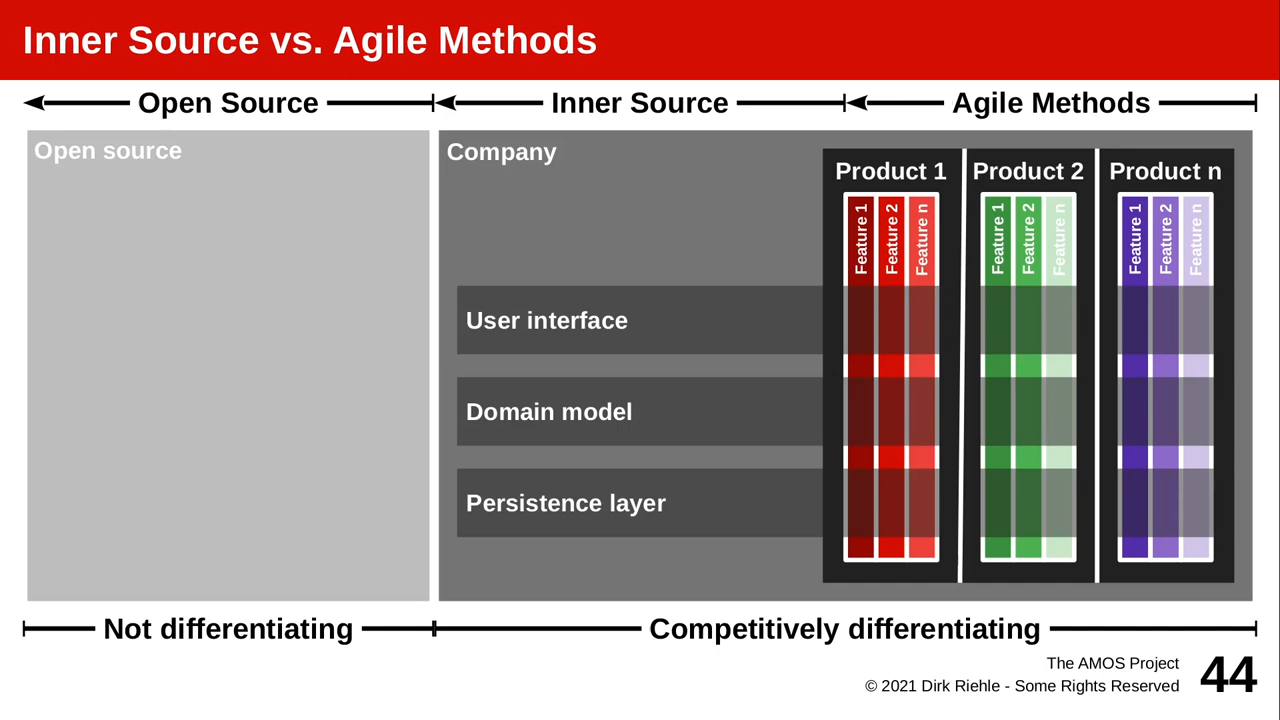 Inner Source vs. Agile Methods
Open Source
Inner Source
Agile Methods
Open source
Company
Product 1
Product 2
Product n
Feature 1
Feature 2
Feature n
Feature 1
Feature 2
Feature n
Feature 1
Feature 2
Feature n
User interface
Domain model
Persistence layer
Not differentiating
Competitively differentiating
The AMOS Project
© 2021 Dirk Riehle - Some Rights Reserved
44